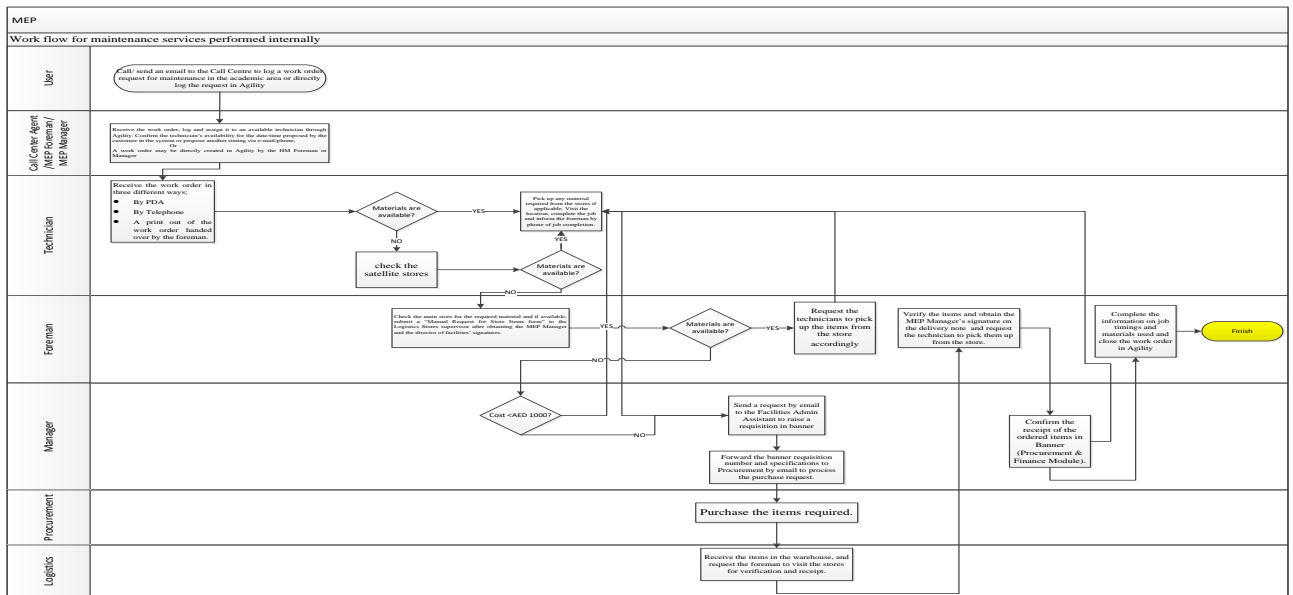 MEP
Work flow for maintenance services performed internally
User
Call/ send an email to the Call Centre to log a work order
request for maintenance in the academic area or directly
log the request in Agility
Call Center Agent
/MEP Foreman/
MEP Manager
Receive the work order, log and assign it to an available technician through
Agility. Confirm the technician's availability for the date/time proposed by the
customer in the system or propose another timing via e-mail/phone.
Or
A work order may be directly created in Agility by the HM Foreman or
Manager
Technician
Receive the work order in
three different ways;
● By PDA
● By Telephone
● A print out of the
work order handed
over by the foreman.
Materials are
available?
YES
NO
check the
satellite stores
Pick up any material
required from the stores if
applicable. Visit the
location, complete the job
and inform the foreman by
phone of job completion.
YES
Materials are
available?
NO
Foreman
Check the main store for the required material and if available,
submit a "Manual Request for Store Items form" to the
Logistics Stores supervisor after obtaining the MEP Manager
and the director of facilities' signatures.
YES
Materials are
available?
YES
NO
Request the
technicians to pick
up the items from
the store
accordingly
Verify the items and obtain the
MEP Manager's signature on
the delivery note and request
the technician to pick them up
from the store.
Complete the
information on job
timings and
materials used and
close the work order
in Agility
Finish
Manager
Cost <AED 1000?
NO
Send a request by email
to the Facilities Admin
Assistant to raise a
requisition in banner
Forward the banner requisition
number and specifications to
Procurement by email to process
the purchase request.
Confirm the
receipt of the
ordered items in
Banner
(Procurement &
Finance Module).
Procurement
Purchase the items required.
Logistics
Receive the items in the warehouse, and
request the foreman to visit the stores
for verification and receipt.